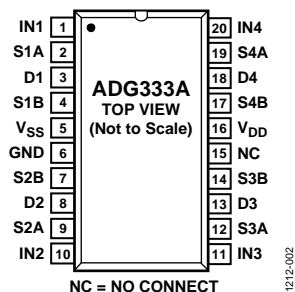 IN1 1 20 IN4
S1A 2 19 S4A
D1 3 18 D4
S1B 4 17 S4B
VSS 5 16 VDD
GND 6 15 NC
S2B 7 14 S3B
D2 8 13 D3
S2A 9 12 S3A
IN2 10 11 IN3
ADG333A
TOP VIEW
(Not to Scale)
NC = NO CONNECT
1212-002